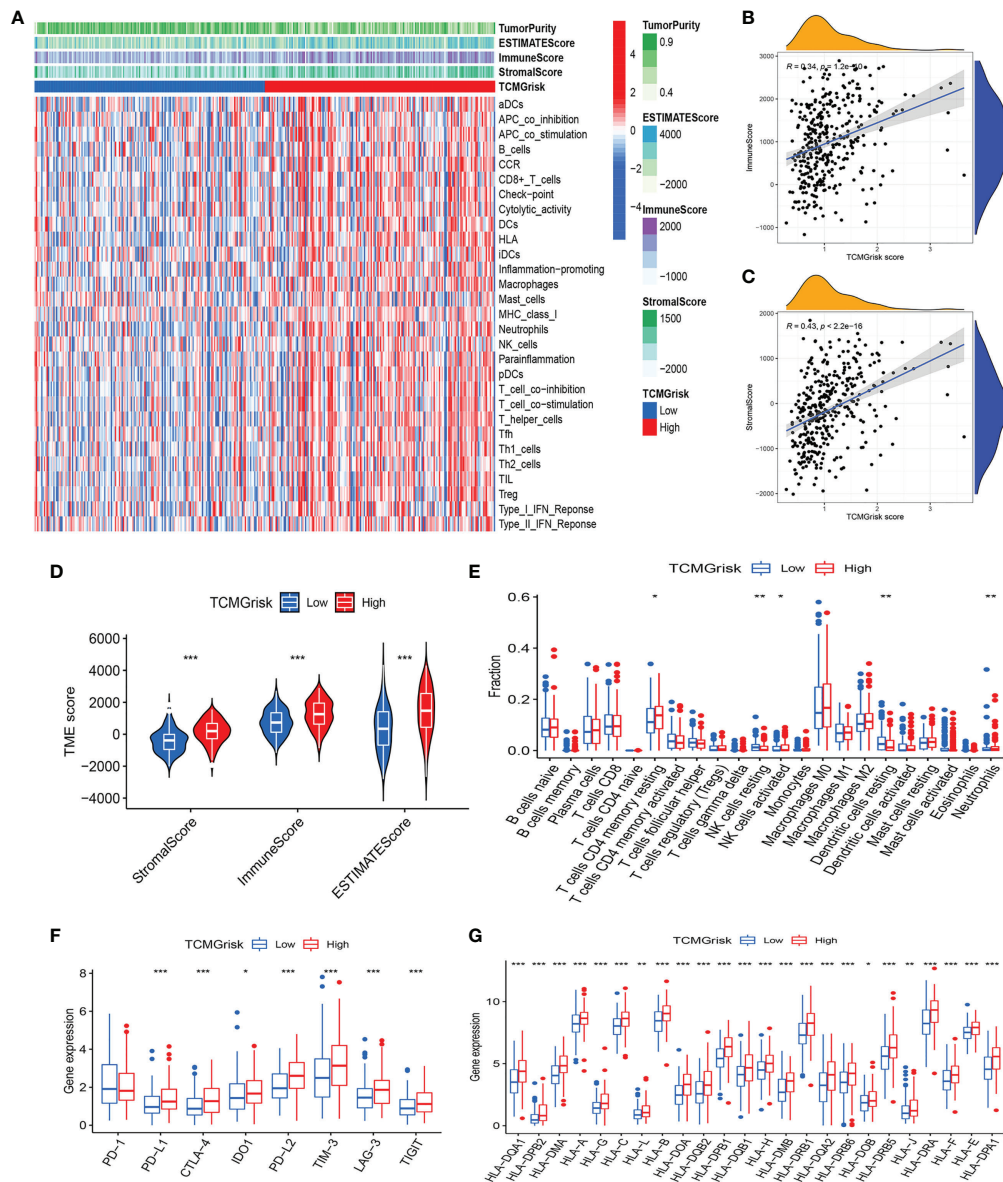 A
TumorPurity
ESTIMATEScore
ImmuneScore
StromalScore
TCMGrisk
aDCs
APC_co_inhibition
APC_co_stimulation
B_cells
CCR
CD8+_T_cells
Check-point
Cytolytic_activity
DCs
HLA
iDCs
Inflammation-promoting
Macrophages
Mast_cells
MHC_class_I
Neutrophils
NK_cells
Parainflammation
pDCs
T_cell_co-inhibition
T_cell_co-stimulation
T_helper_cells
Tfh
Th1_cells
Th2_cells
TIL
Treg
Type_I_IFN_Reponse
Type_II_IFN_Reponse
4
2
0
-2
-4
TumorPurity
0.9
0.4
ESTIMATEScore
4000
-2000
ImmuneScore
2000
-1000
StromalScore
1500
-2000
TCMGrisk
Low
High
B
R = 0.34, p = 1.2e-10
ImmuneScore
3000
2000
1000
0
-1000
1
2
3
TCMGrisk score
C
R = 0.43, p < 2.2e-16
StromalScore
2000
1000
0
-1000
-2000
1
2
3
TCMGrisk score
D
TCMGrisk Low High
TME score
6000
4000
2000
0
-2000
-4000
*** *** ***
StromalScore
ImmuneScore
ESTIMATEScore
E
TCMGrisk Low High
Fraction
0.6
0.4
0.2
0.0
* ** * ** **
B cells naive
B cells memory
Plasma cells
T cells CD8
T cells CD4 naive
T cells CD4 memory resting
T cells CD4 memory activated
T cells follicular helper
T cells regulatory (Tregs)
T cells gamma delta
NK cells resting
NK cells activated
Monocytes
Macrophages M0
Macrophages M1
Macrophages M2
Dendritic cells resting
Dendritic cells activated
Mast cells resting
Mast cells activated
Eosinophils
Neutrophils
F
TCMGrisk Low High
Gene expression
8
6
4
2
0
*** *** * *** *** *** ***
PD-1
PD-L1
CTLA-4
IDO1
PD-L2
TIM-3
LAG-3
TIGIT
G
TCMGrisk Low High
Gene expression
10
5
0
*** *** *** *** *** *** ** *** *** *** *** *** *** *** *** *** *** * *** ** *** *** *** ***
HLA-DQA1
HLA-DPB2
HLA-DMA
HLA-A
HLA-G
HLA-C
HLA-L
HLA-B
HLA-DOA
HLA-DQB2
HLA-DPB1
HLA-DQB1
HLA-H
HLA-DMB
HLA-DRB1
HLA-DQA2
HLA-DRB6
HLA-DOB
HLA-DRB5
HLA-J
HLA-DRA
HLA-F
HLA-E
HLA-DPA1